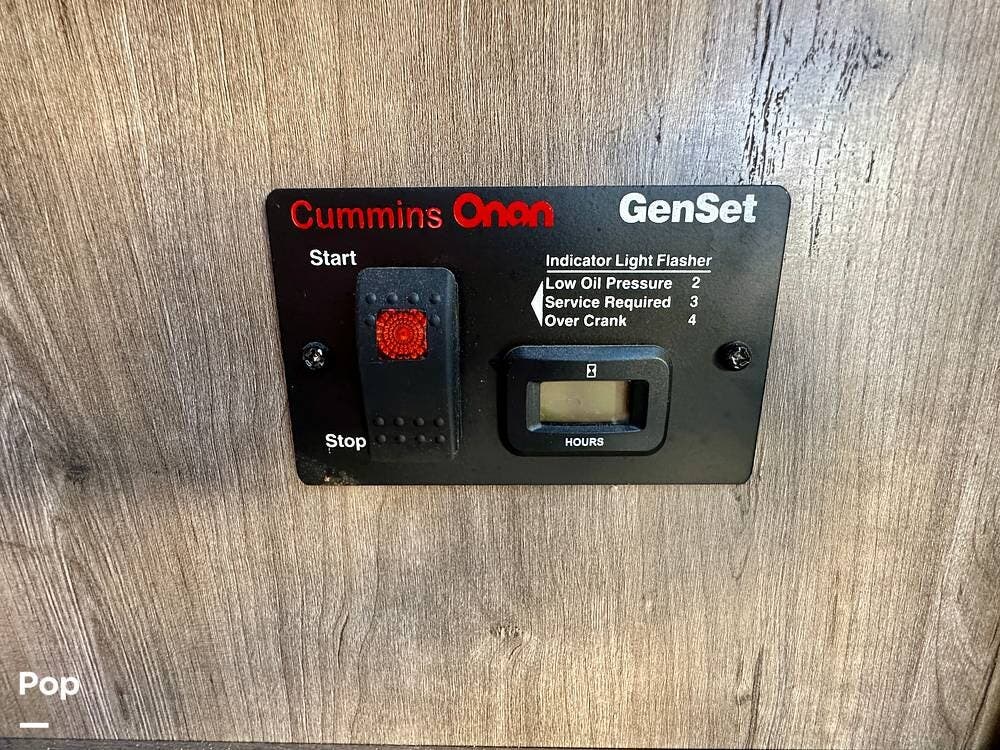 Cummins Onan GenSet
Start
Indicator Light Flasher
Low Oil Pressure 2
Service Required 3
Over Crank 4
Stop
HOURS
Pop